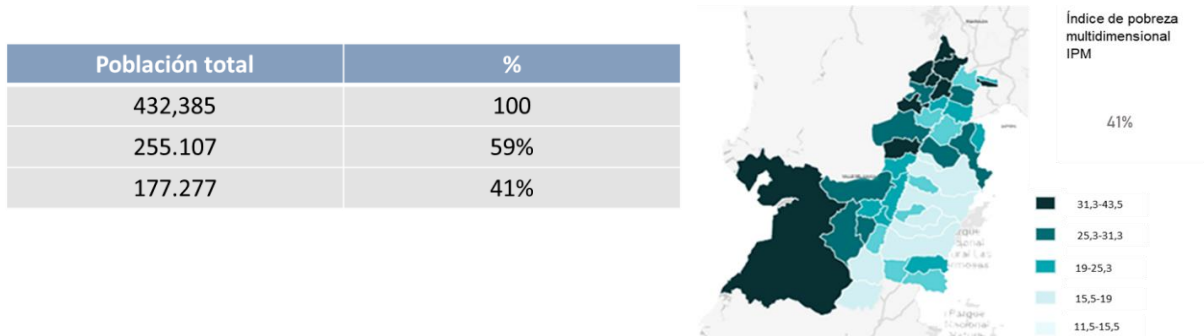 Población total %
432,385 100
255.107 59%
177.277 41%
Índice de pobreza
multidimensional
IPM
41%
31,3-43,5
25,3-31,3
19-25,3
15,5-19
11,5-15,5